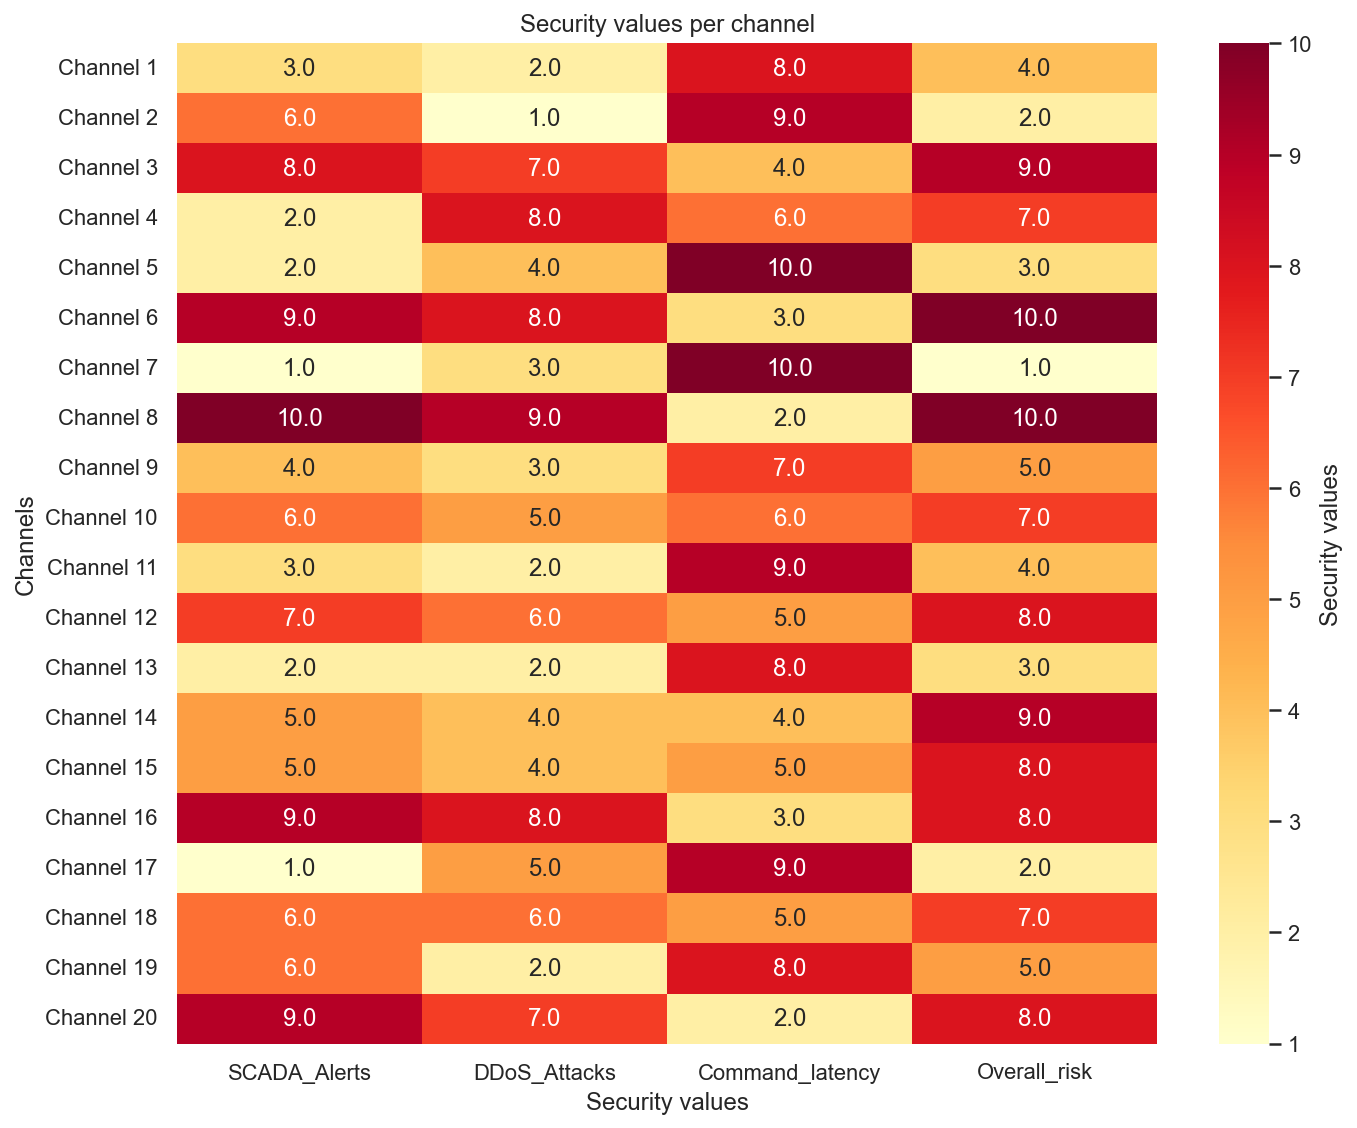 Security values per channel
Channel 1 3.0 2.0 8.0 4.0
Channel 2 6.0 1.0 9.0 2.0
Channel 3 8.0 7.0 4.0 9.0
Channel 4 2.0 8.0 6.0 7.0
Channel 5 2.0 4.0 10.0 3.0
Channel 6 9.0 8.0 3.0 10.0
Channel 7 1.0 3.0 10.0 1.0
Channel 8 10.0 9.0 2.0 10.0
Channel 9 4.0 3.0 7.0 5.0
Channel 10 6.0 5.0 6.0 7.0
Channel 11 3.0 2.0 9.0 4.0
Channel 12 7.0 6.0 5.0 8.0
Channel 13 2.0 2.0 8.0 3.0
Channel 14 5.0 4.0 4.0 9.0
Channel 15 5.0 4.0 5.0 8.0
Channel 16 9.0 8.0 3.0 8.0
Channel 17 1.0 5.0 9.0 2.0
Channel 18 6.0 6.0 5.0 7.0
Channel 19 6.0 2.0 8.0 5.0
Channel 20 9.0 7.0 2.0 8.0
SCADA_Alerts DDoS_Attacks Command_latency Overall_risk
Security values
Channels
10
9
8
7
6
5
4
3
2
1
Security values